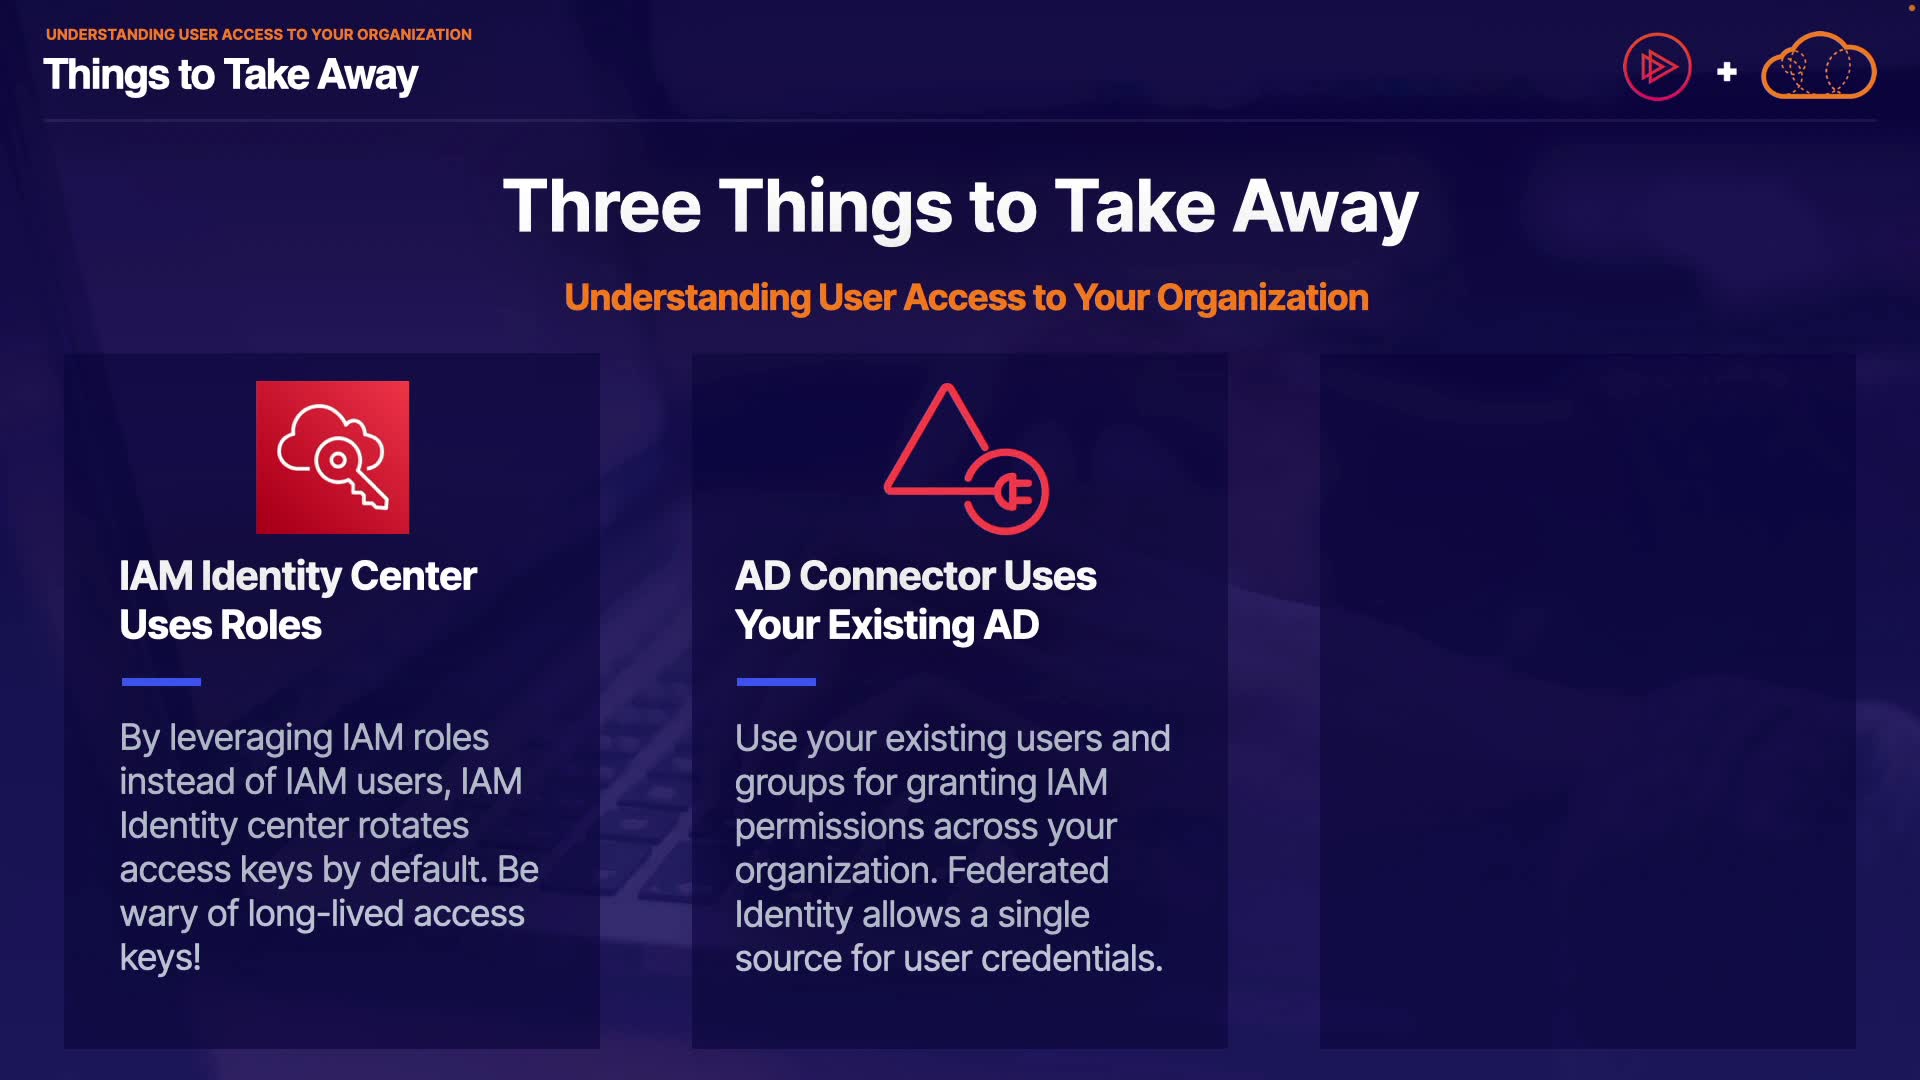 UNDERSTANDING USER ACCESS TO YOUR ORGANIZATION
Things to Take Away
Three Things to Take Away
Understanding User Access to Your Organization
IAM Identity Center
Uses Roles
By leveraging IAM roles
instead of IAM users, IAM
Identity center rotates
access keys by default. Be
wary of long-lived access
keys!
AD Connector Uses
Your Existing AD
Use your existing users and
groups for granting IAM
permissions across your
organization. Federated
Identity allows a single
source for user credentials.